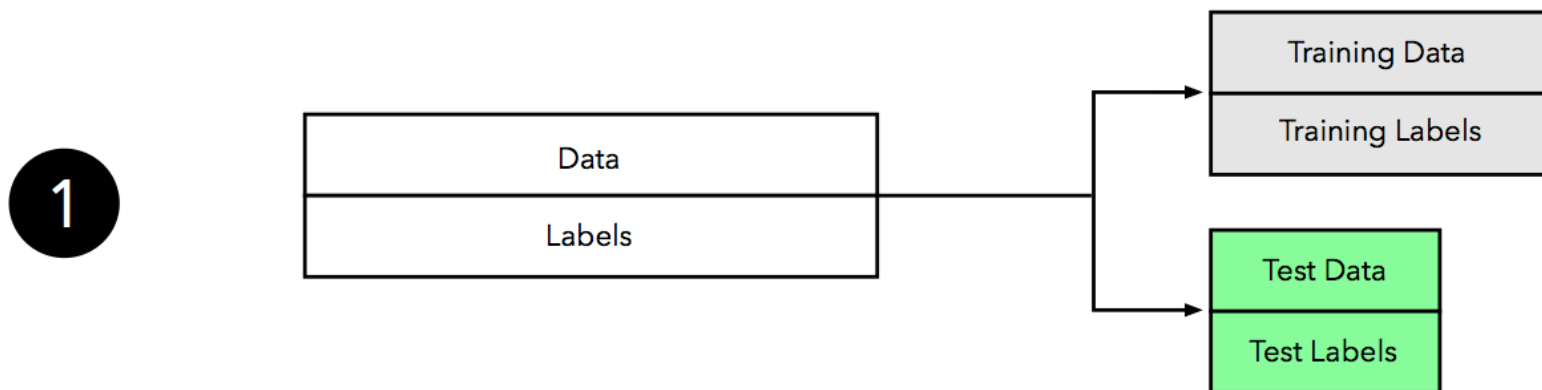 1
Data
Labels
Training Data
Training Labels
Test Data
Test Labels